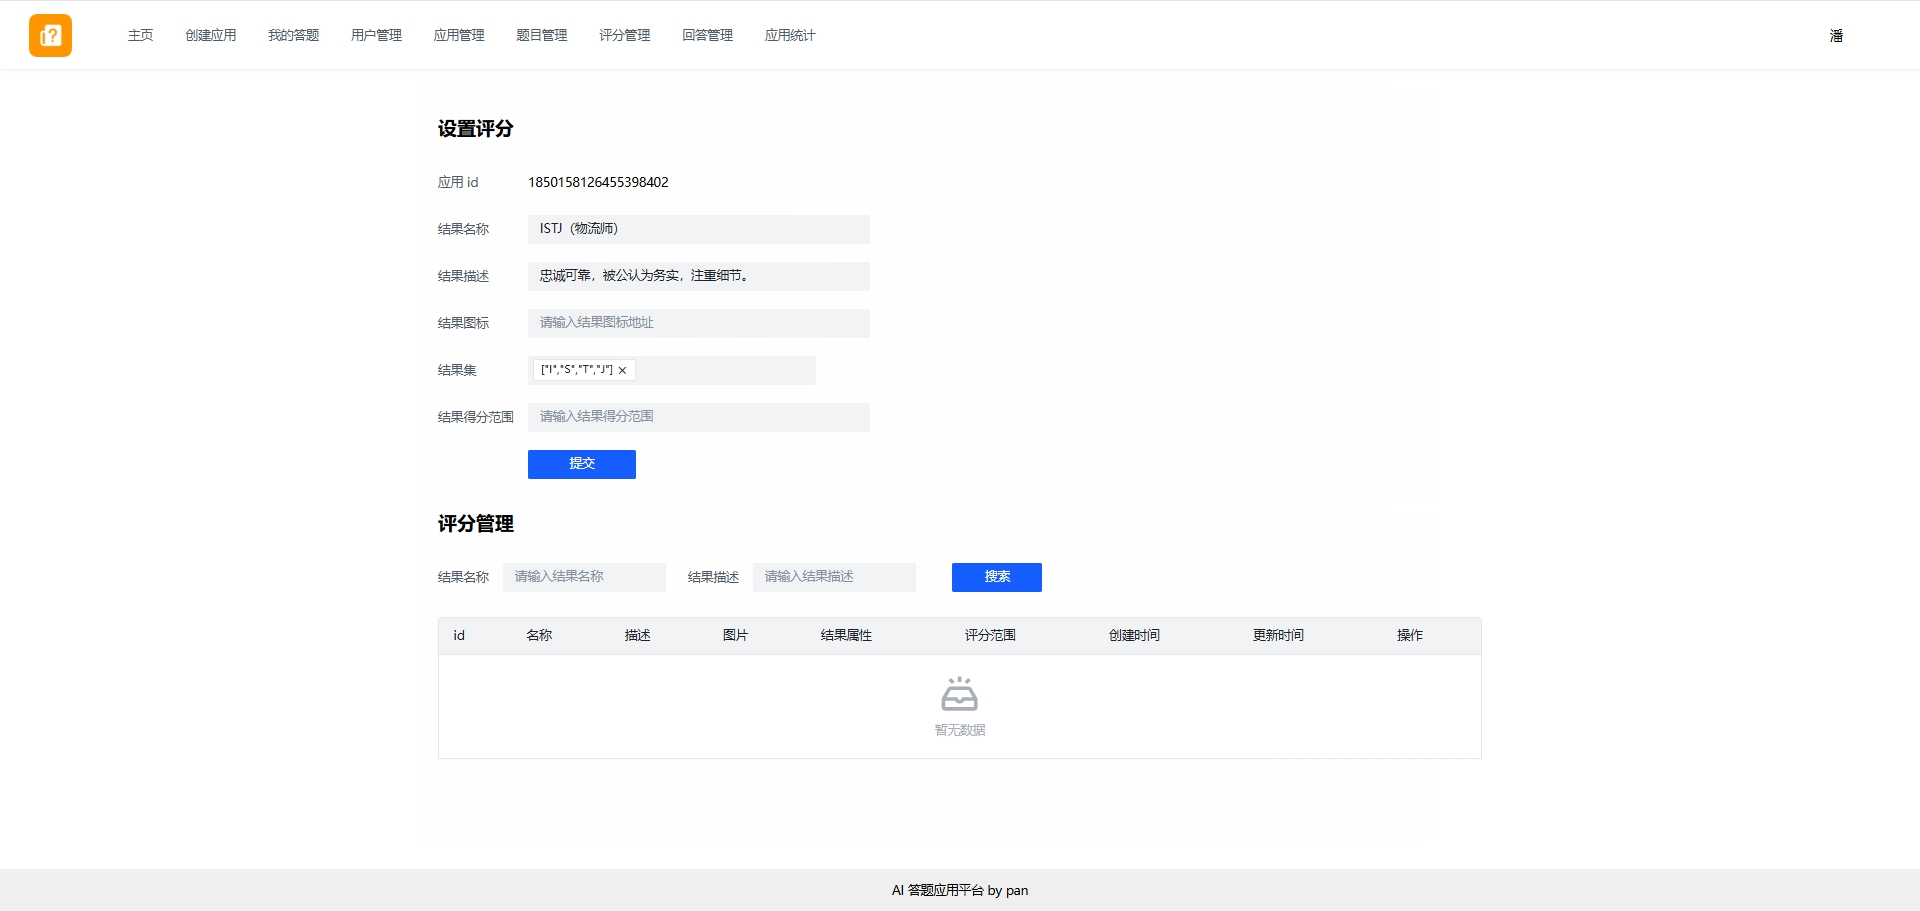 主页 创建应用 我的答题 用户管理 应用管理 题目管理 评分管理 回答管理 应用统计 潘
设置评分
应用 id 1850158126455398402
结果名称 ISTJ（物流师）
结果描述 忠诚可靠，被公认为务实，注重细节。
结果图标 请输入结果图标地址
结果集 ["I","S","T","J"] ×
结果得分范围 请输入结果得分范围
提交
评分管理
结果名称 请输入结果名称 结果描述 请输入结果描述 搜索
id 名称 描述 图片 结果属性 评分范围 创建时间 更新时间 操作
暂无数据
AI 答题应用平台 by pan